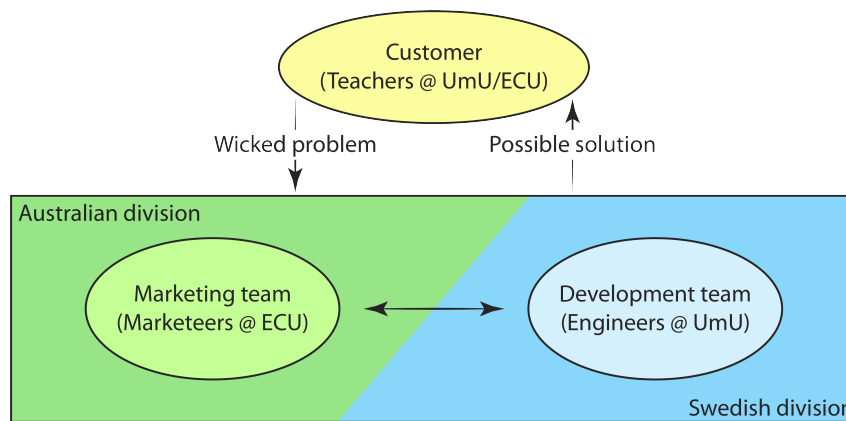 Customer
(Teachers @ UmU/ECU)
Wicked problem
Possible solution
Australian division
Marketing team
(Marketeers @ ECU)
Development team
(Engineers @ UmU)
Swedish division